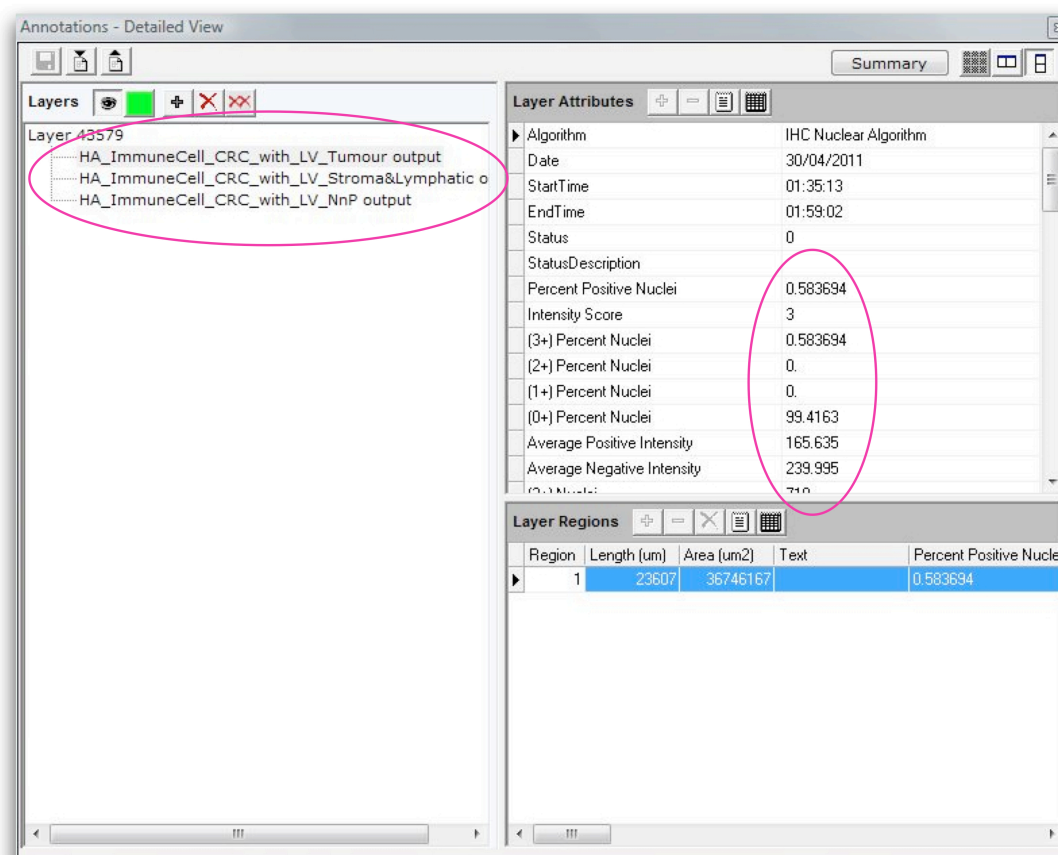 Annotations - Detailed View
Summary
Layers
Layer 43579
HA_ImmuneCell_CRC_with_LV_Tumour output
HA_ImmuneCell_CRC_with_LV_Stroma&Lymphatic o
HA_ImmuneCell_CRC_with_LV_NnP output
Layer Attributes
Algorithm IHC Nuclear Algorithm
Date 30/04/2011
StartTime 01:35:13
EndTime 01:59:02
Status 0
StatusDescription
Percent Positive Nuclei 0.583694
Intensity Score 3
(3+) Percent Nuclei 0.583694
(2+) Percent Nuclei 0.
(1+) Percent Nuclei 0.
(0+) Percent Nuclei 99.4163
Average Positive Intensity 165.635
Average Negative Intensity 239.995
Layer Regions
Region Length (um) Area (um2) Text Percent Positive Nucle
1 23607 36746167 0.583694